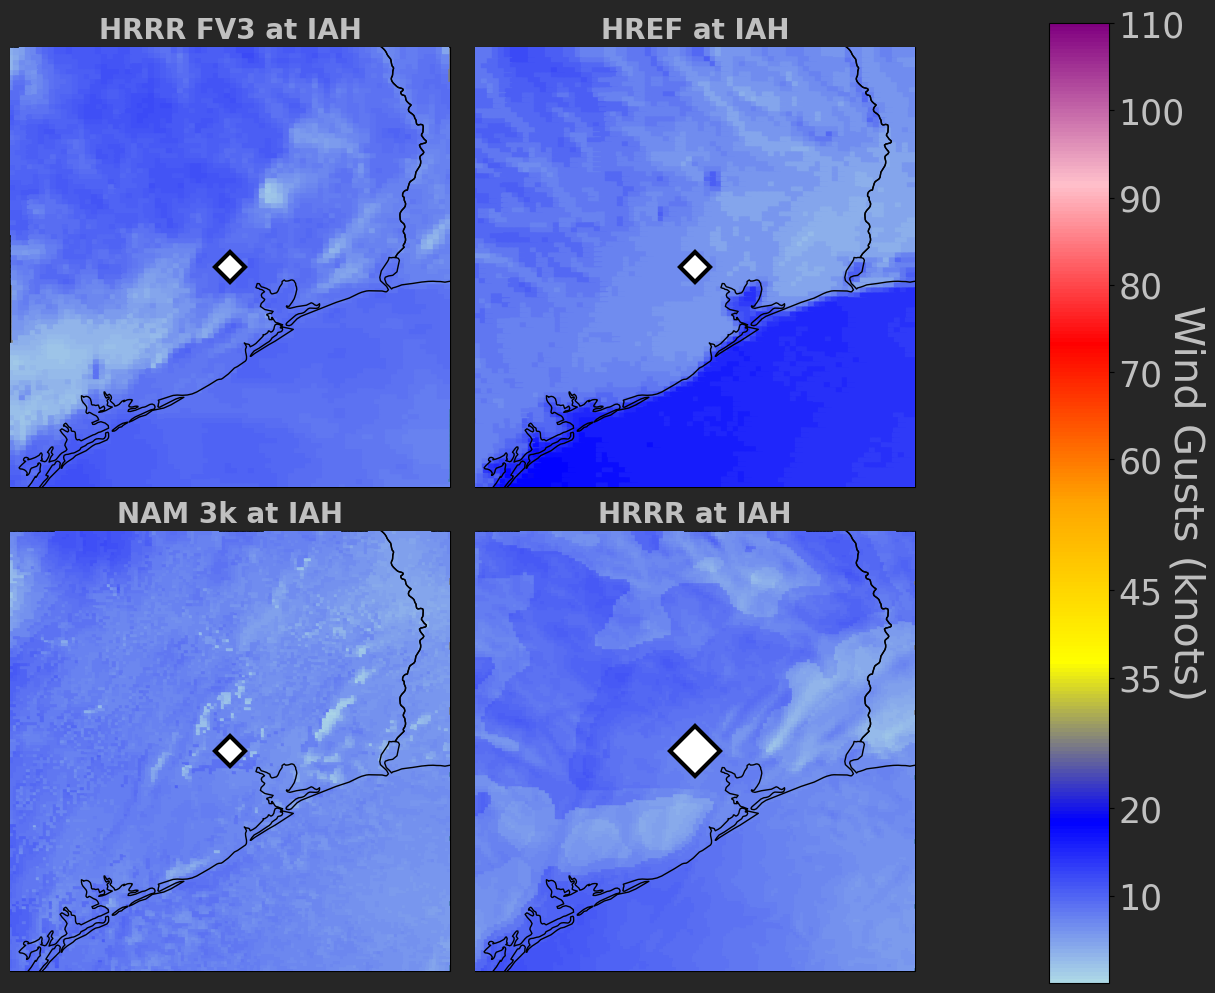 HRRR FV3 at IAH
HREF at IAH
NAM 3k at IAH
HRRR at IAH
110
100
90
80
70
60
45
35
20
10
Wind Gusts (knots)